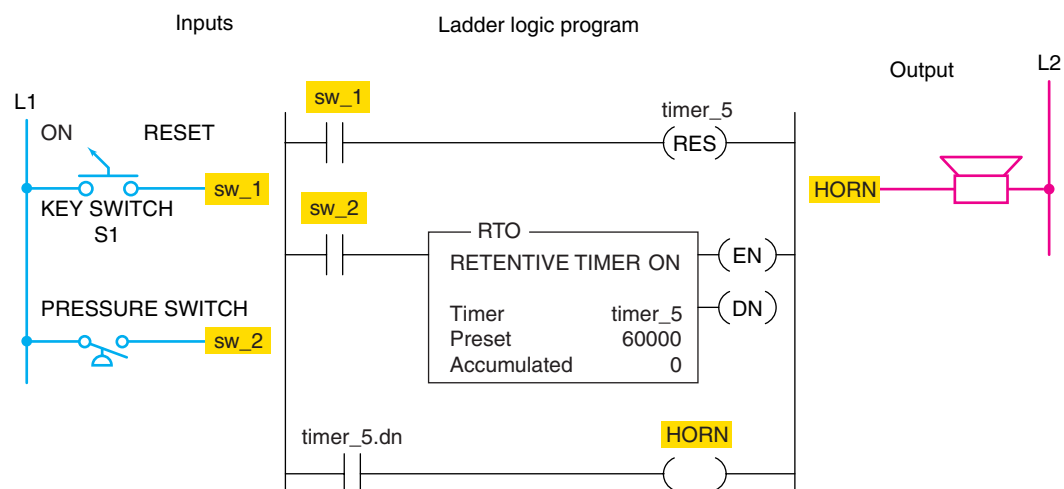 Inputs
Ladder logic program
Output
L1
L2
ON
RESET
sw_1
KEY SWITCH
S1
PRESSURE SWITCH
sw_2
sw_1
timer_5
RES
sw_2
RTO
RETENTIVE TIMER ON
Timer timer_5
Preset 60000
Accumulated 0
EN
DN
timer_5.dn
HORN
HORN